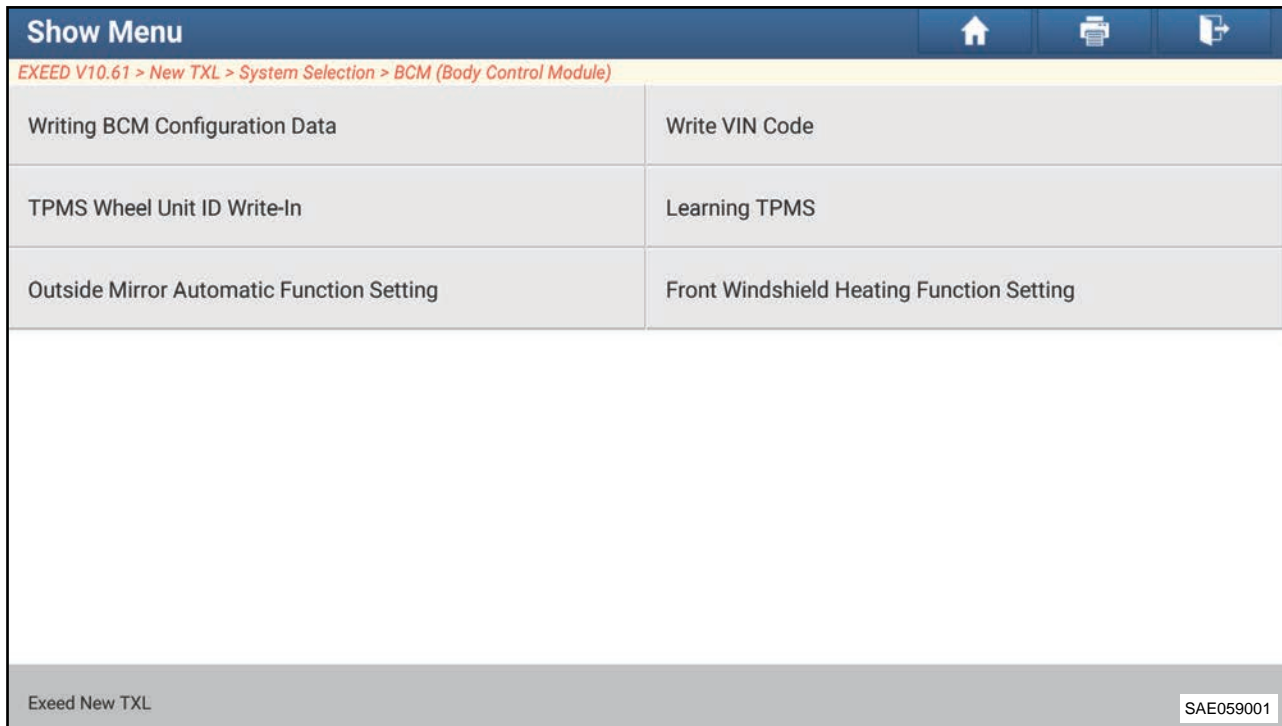 Show Menu
EXEED V10.61 > New TXL > System Selection > BCM (Body Control Module)
Writing BCM Configuration Data
Write VIN Code
TPMS Wheel Unit ID Write-In
Learning TPMS
Outside Mirror Automatic Function Setting
Front Windshield Heating Function Setting
Exeed New TXL
SAE059001